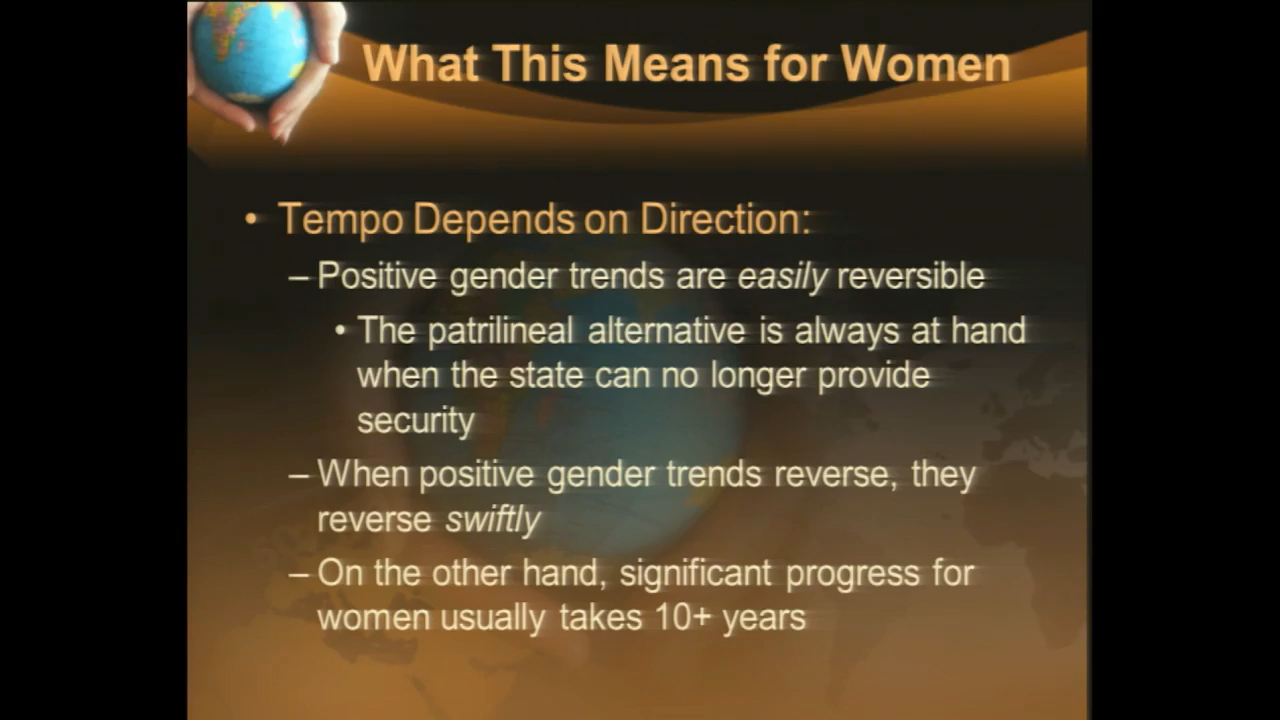 What This Means for Women
• Tempo Depends on Direction:
– Positive gender trends are easily reversible
• The patrilineal alternative is always at hand
when the state can no longer provide
security
– When positive gender trends reverse, they
reverse swiftly
– On the other hand, significant progress for
women usually takes 10+ years